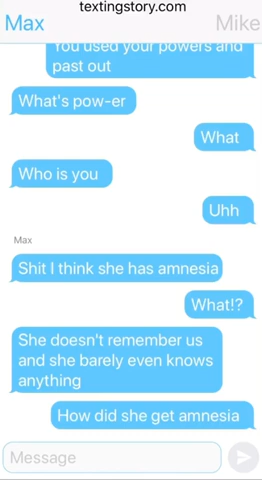 textingstory.com
Max
Mike
You used your powers and
past out
What's pow-er
What
Who is you
Uhh
Max
Shit I think she has amnesia
What!?
She doesn't remember us
and she barely even knows
anything
How did she get amnesia
Message